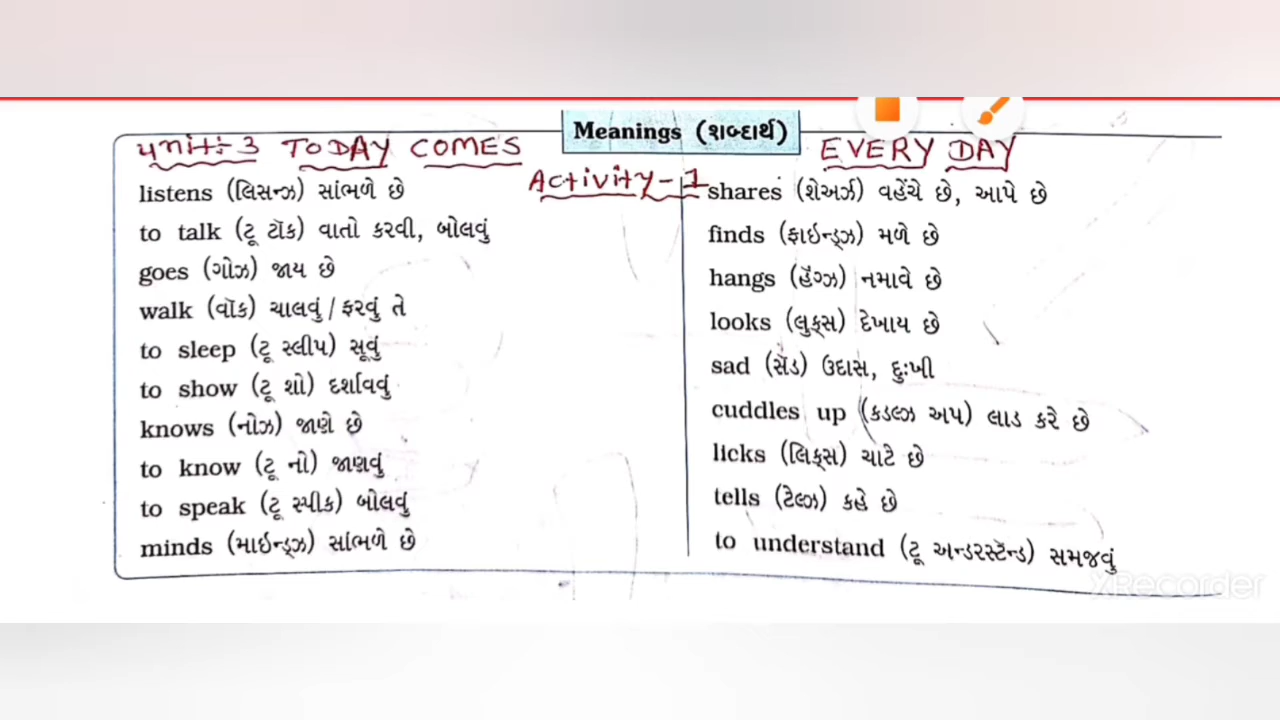 Meanings (શબ્દાર્થ)
Unit:-3 TODAY COMES EVERY DAY
Activity-1
listens (લિસન્ઝ) સાંભળે છે
to talk (ટૂ ટૉક) વાતો કરવી, બોલવું
goes (ગોઝ) જાય છે
walk (વૉક) ચાલવું / ફરવું તે
to sleep (ટૂ સ્લીપ) સૂવું
to show (ટૂ શો) દર્શાવવું
knows (નોઝ) જાણે છે
to know (ટૂ નો) જાણવું
to speak (ટૂ સ્પીક) બોલવું
minds (માઇન્ડ્ઝ) સાંભળે છે
shares (શેઅર્ઝ) વહેંચે છે, આપે છે
finds (ફાઇન્ડ્ઝ) મળે છે
hangs (હૅંગ્ઝ) નમાવે છે
looks (લુક્સ) દેખાય છે
sad (સૅડ) ઉદાસ, દુઃખી
cuddles up (કડલ્ઝ અપ) લાડ કરે છે
licks (લિક્સ) ચાટે છે
tells (ટેલ્ઝ) કહે છે
to understand (ટૂ અન્ડરસ્ટૅન્ડ) સમજવું
XRecorder